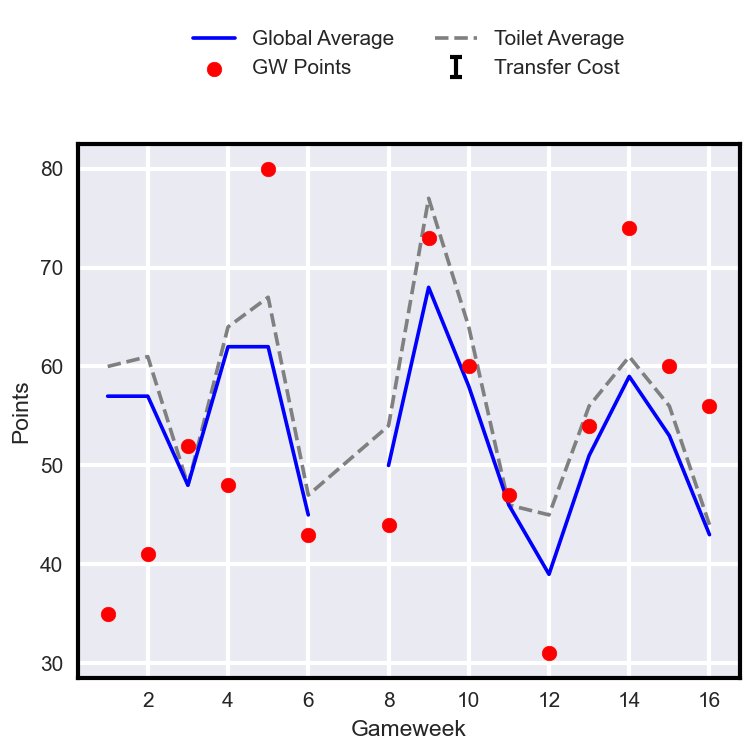 Global Average
Toilet Average
GW Points
Transfer Cost
80
70
60
50
40
30
Points
2 4 6 8 10 12 14 16
Gameweek